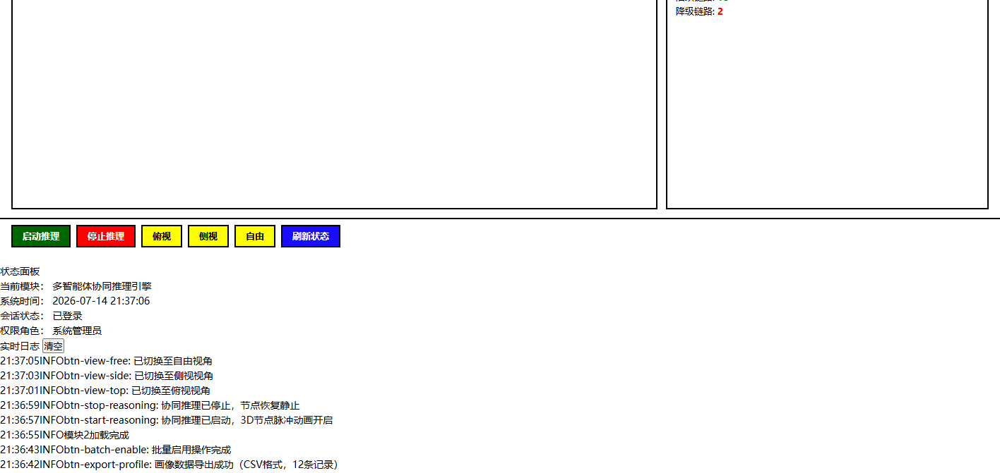 降级链路: 2
启动推理 停止推理 俯视 侧视 自由 刷新状态
状态面板
当前模块： 多智能体协同推理引擎
系统时间： 2026-07-14 21:37:06
会话状态： 已登录
权限角色： 系统管理员
实时日志 清空
21:37:05INFObtn-view-free: 已切换至自由视角
21:37:03INFObtn-view-side: 已切换至侧视视角
21:37:01INFObtn-view-top: 已切换至俯视视角
21:36:59INFObtn-stop-reasoning: 协同推理已停止，节点恢复静止
21:36:57INFObtn-start-reasoning: 协同推理已启动，3D节点脉冲动画开启
21:36:55INFO模块2加载完成
21:36:43INFObtn-batch-enable: 批量启用操作完成
21:36:42INFObtn-export-profile: 画像数据导出成功（CSV格式，12条记录）